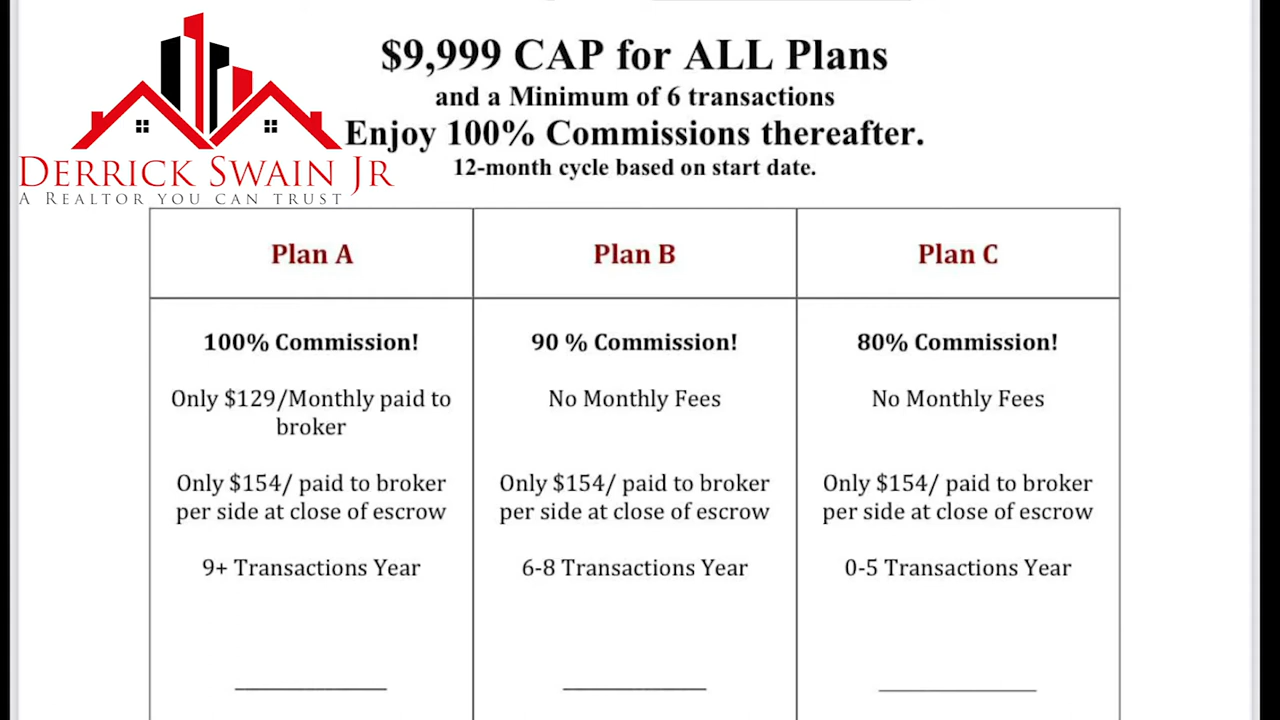 $9,999 CAP for ALL Plans
and a Minimum of 6 transactions
Enjoy 100% Commissions thereafter.
12-month cycle based on start date.
DERRICK SWAIN JR
A REALTOR YOU CAN TRUST
Plan A
Plan B
Plan C
100% Commission!
Only $129/Monthly paid to
broker
Only $154/ paid to broker
per side at close of escrow
9+ Transactions Year
90 % Commission!
No Monthly Fees
Only $154/ paid to broker
per side at close of escrow
6-8 Transactions Year
80% Commission!
No Monthly Fees
Only $154/ paid to broker
per side at close of escrow
0-5 Transactions Year